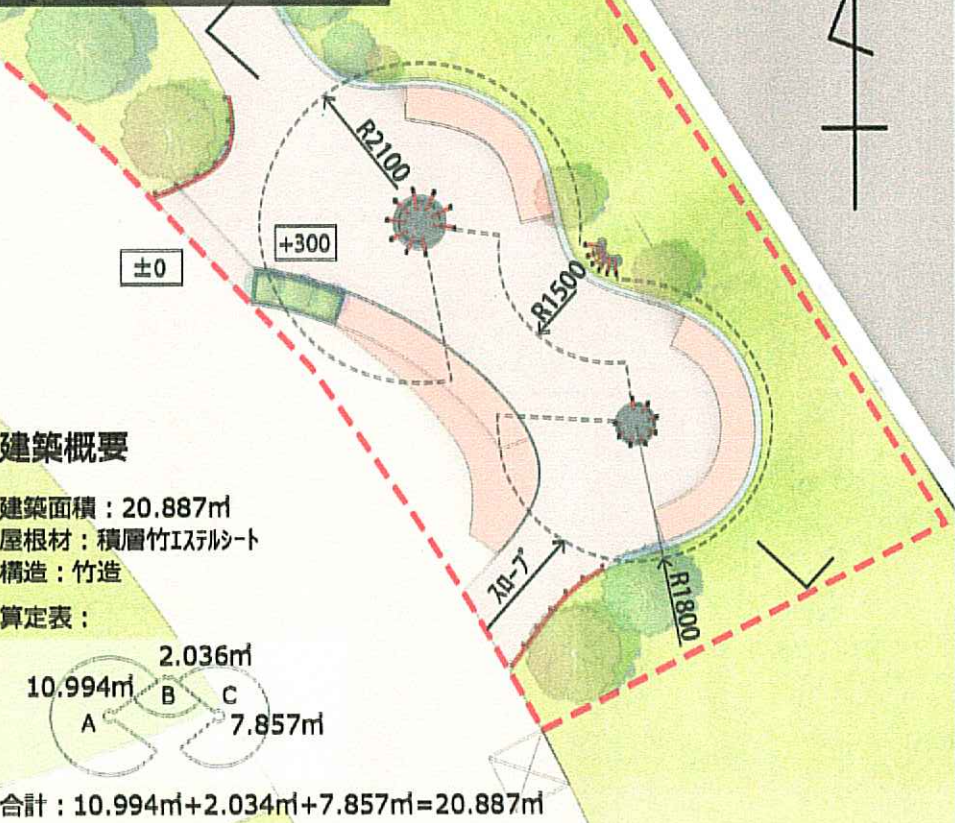 R2100
+300
±0
R1500
建築概要
建築面積：20.887㎡
屋根材：積層竹エステルシート
構造：竹造
スロープ
R1800
算定表：
2.036㎡
10.994㎡
B
C
A
7.857㎡
合計：10.994㎡+2.034㎡+7.857㎡=20.887㎡